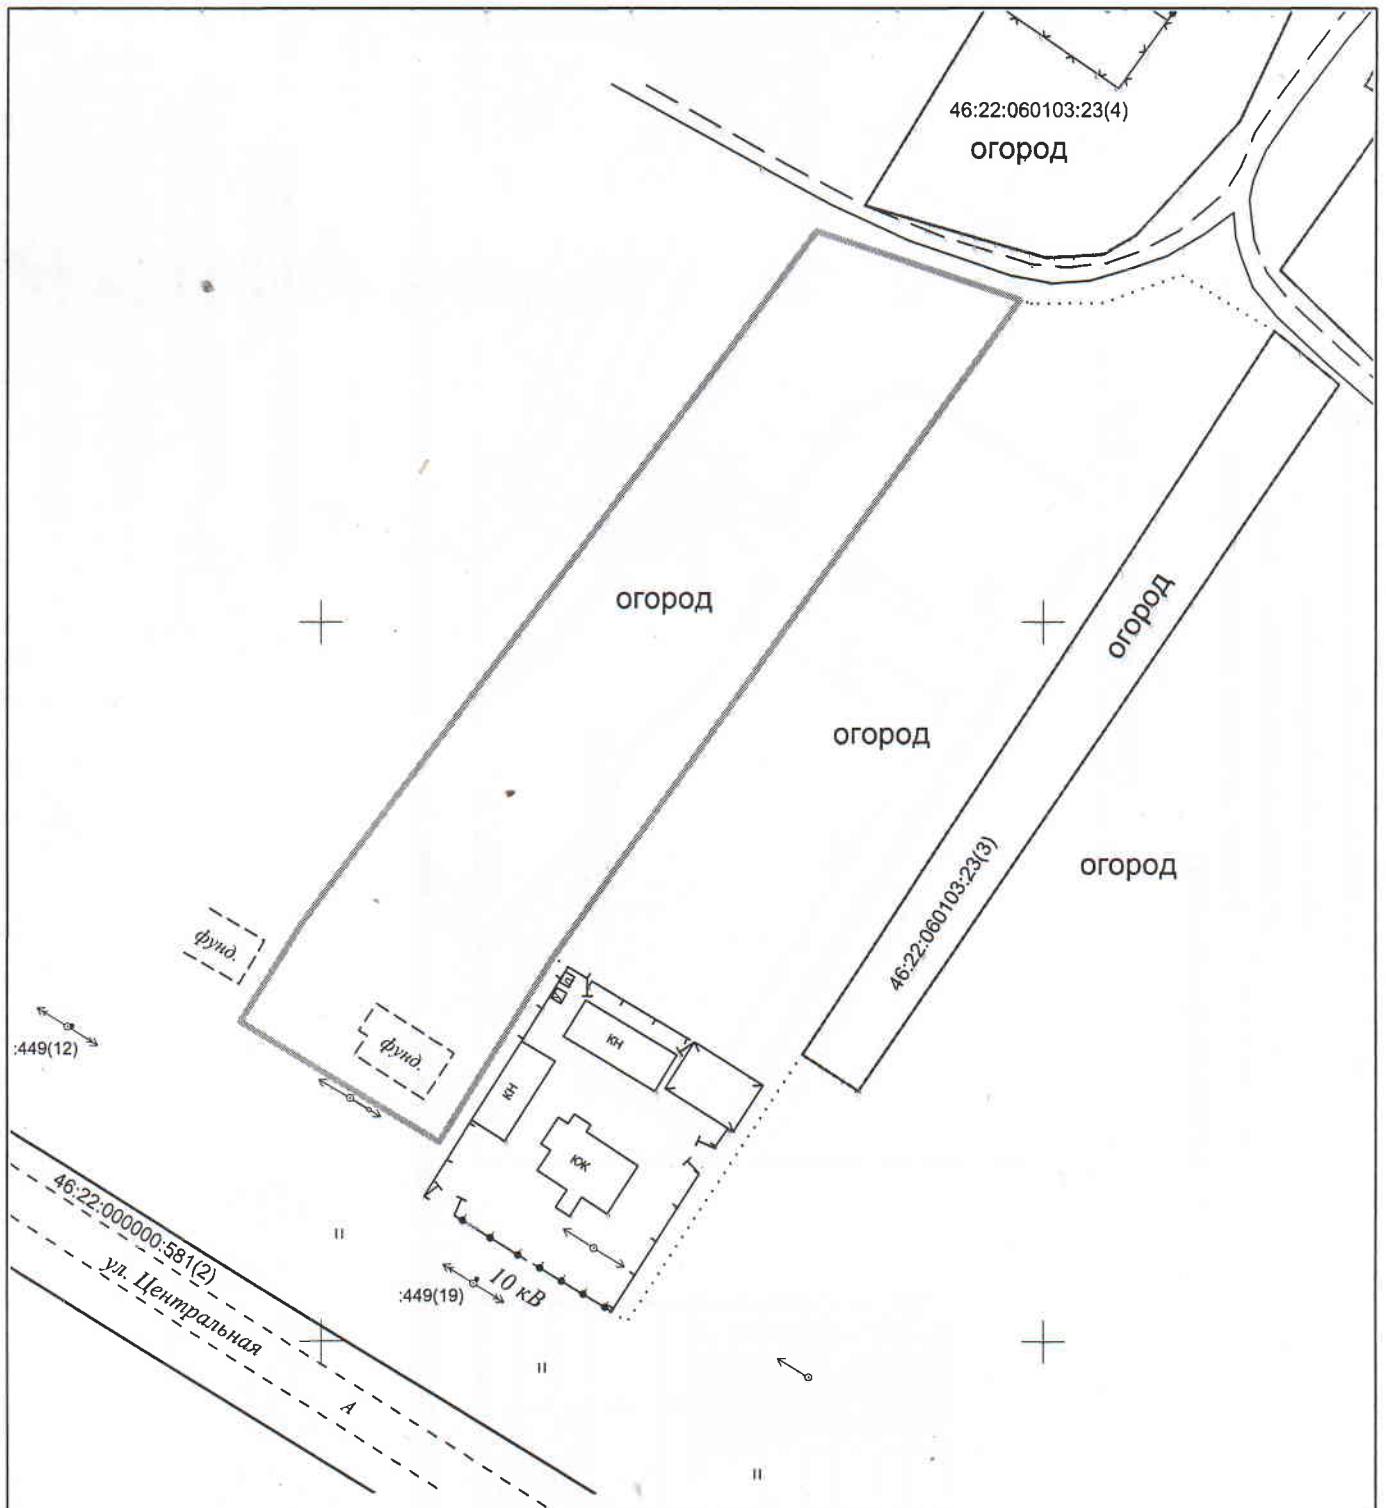 46:22:060103:23(4)
огород
огород
огород
огород
огород
46:22:060103:23(3)
фунд.
фунд.
:449(12)
У
Д
КН
КН
КЖ
46:22:000000:581(2)
ул. Центральная
А
:449(19)
10 кВ